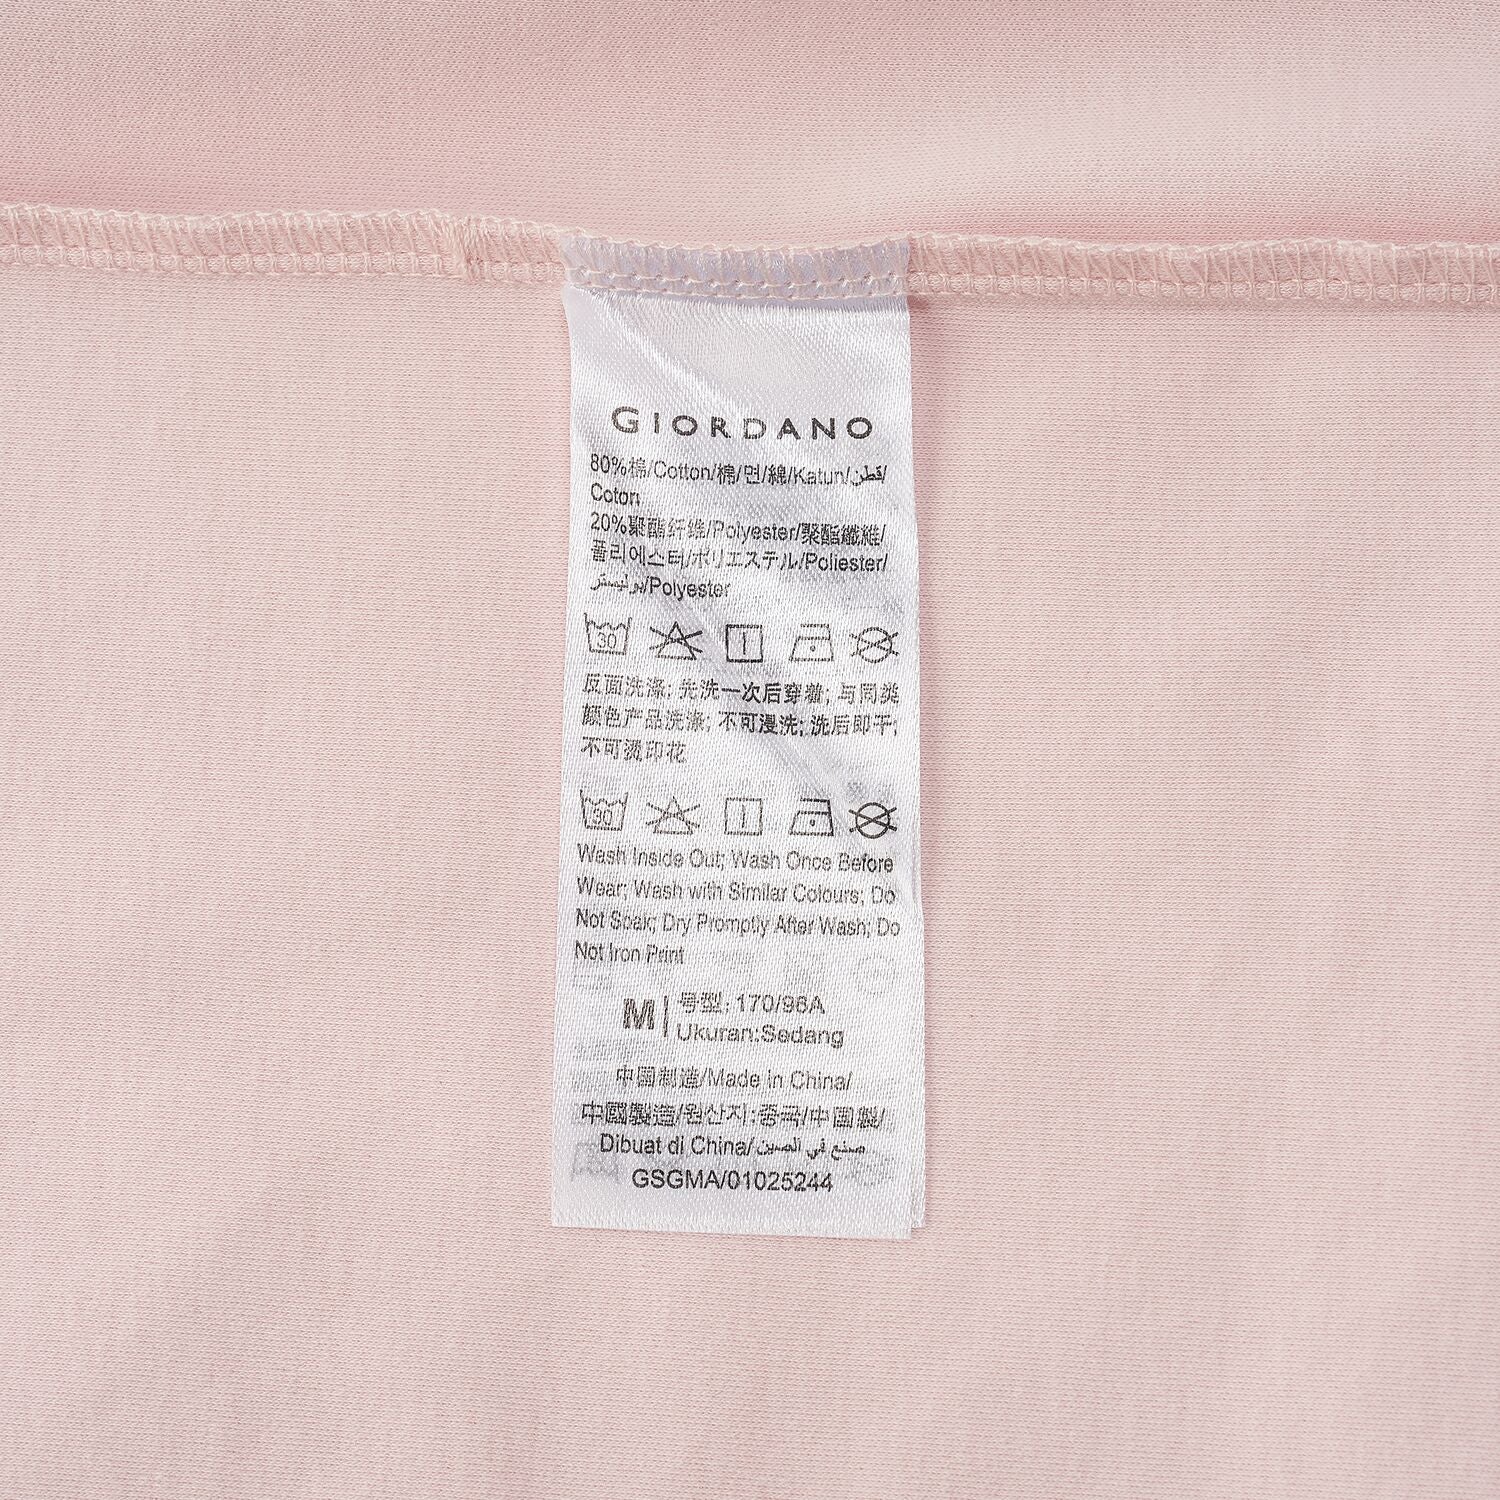 GIORDANO
80%棉/Cotton/棉/면/綿/Katun/قطن/
Coton
20%聚酯纤维/Polyester/聚酯纖維/
폴리에스터/ポリエステル/Poliester/
بوليستر/Polyester
30
反面洗涤; 先洗一次后穿着; 与同类
颜色产品洗涤; 不可浸洗; 洗后即干;
不可烫印花
30
Wash Inside Out; Wash Once Before
Wear; Wash with Similar Colours; Do
Not Soak; Dry Promptly After Wash; Do
Not Iron Print
M 号型: 170/96A
Ukuran:Sedang
中国制造/Made in China/
中國製造/원산지:중국/中国製/
Dibuat di China/صنع في الصين
GSGMA/01025244